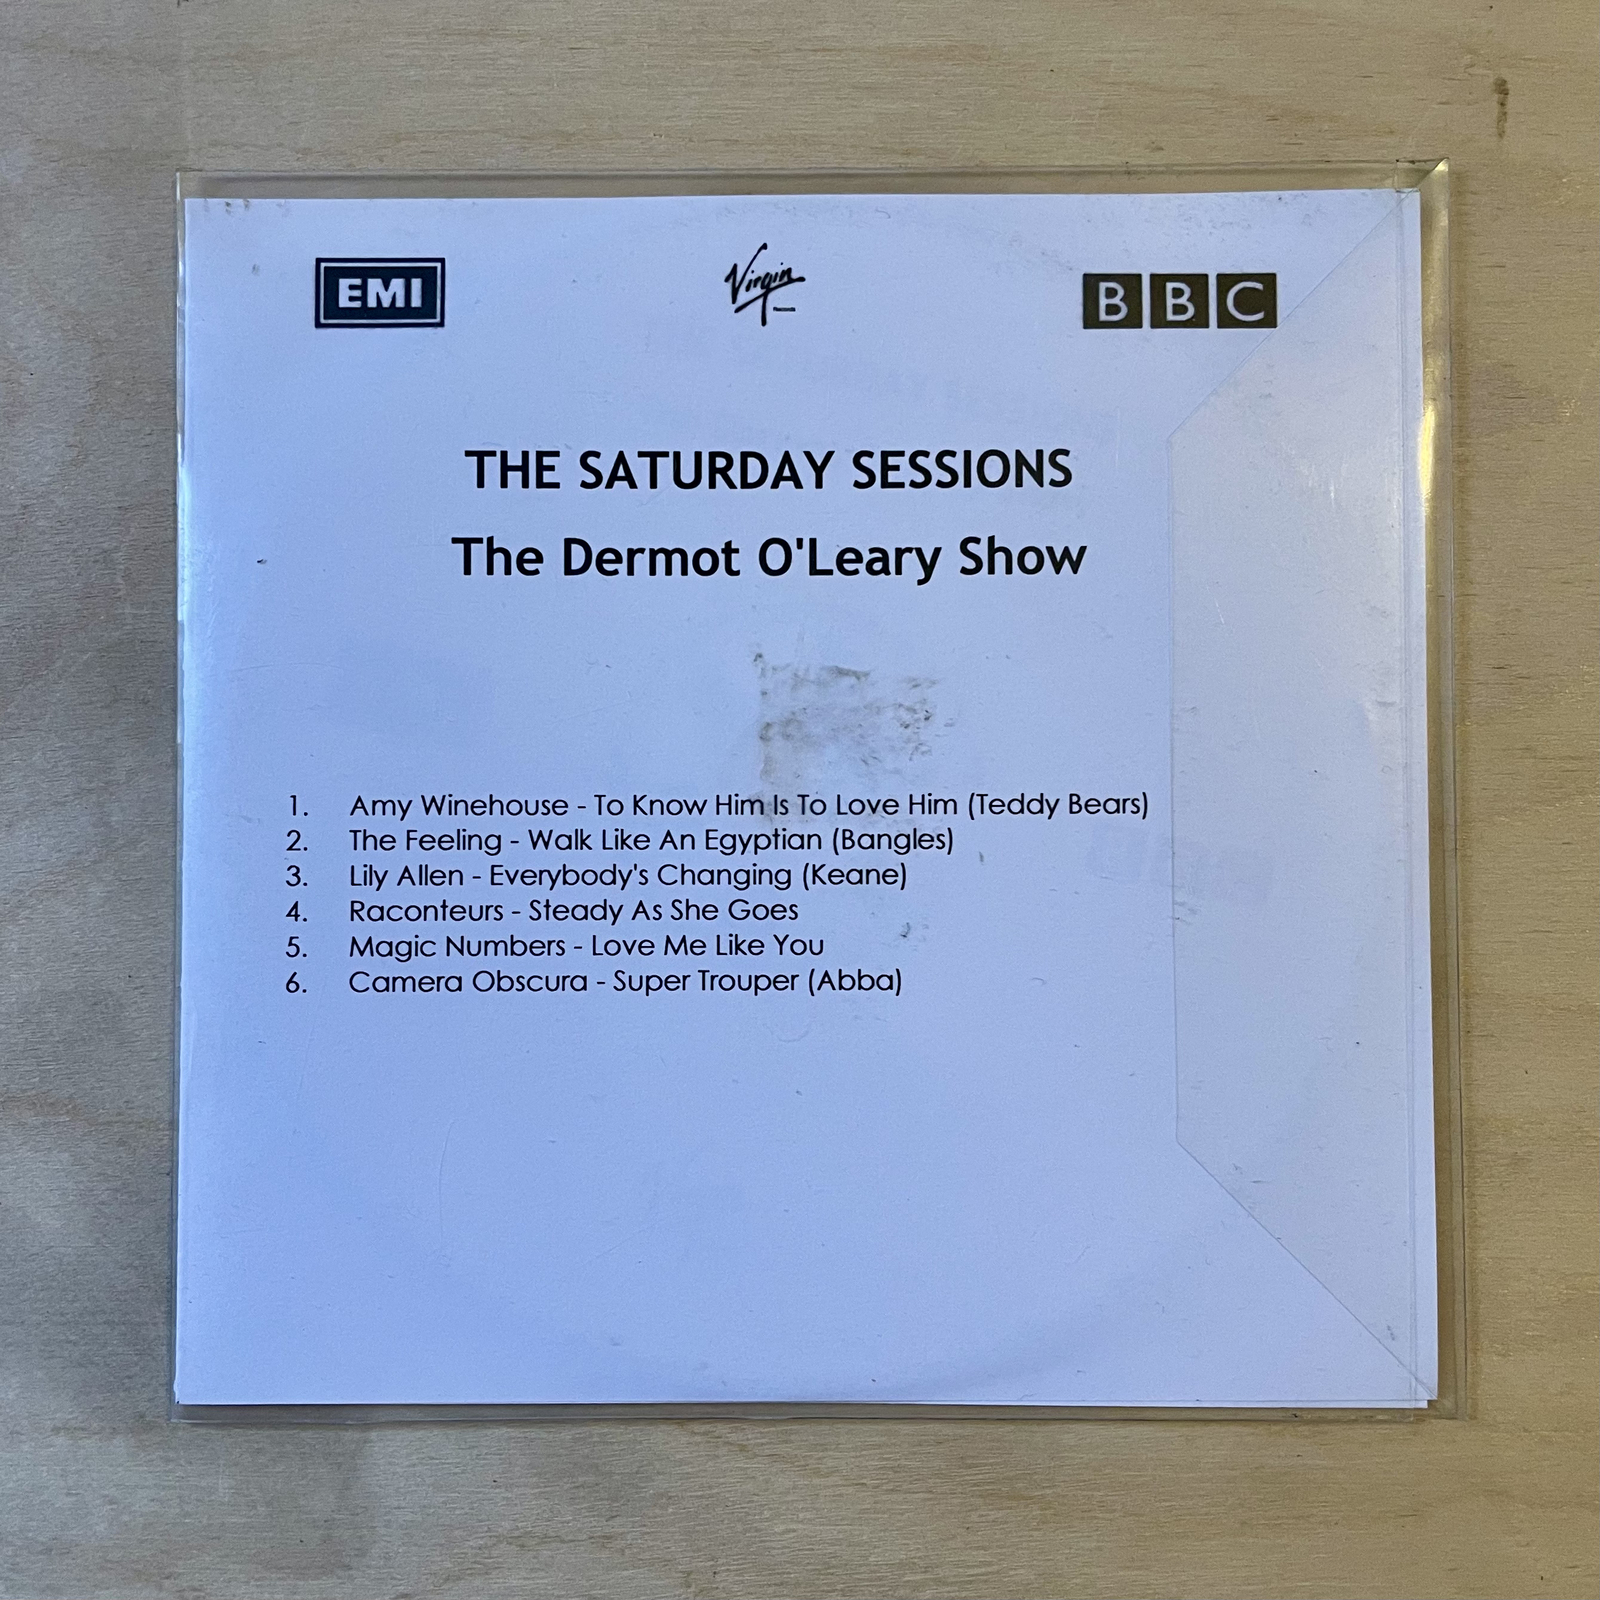 EMI
Virgin
Records
BBC
THE SATURDAY SESSIONS
The Dermot O'Leary Show
1. Amy Winehouse - To Know Him Is To Love Him (Teddy Bears)
2. The Feeling - Walk Like An Egyptian (Bangles)
3. Lily Allen - Everybody's Changing (Keane)
4. Raconteurs - Steady As She Goes
5. Magic Numbers - Love Me Like You
6. Camera Obscura - Super Trouper (Abba)